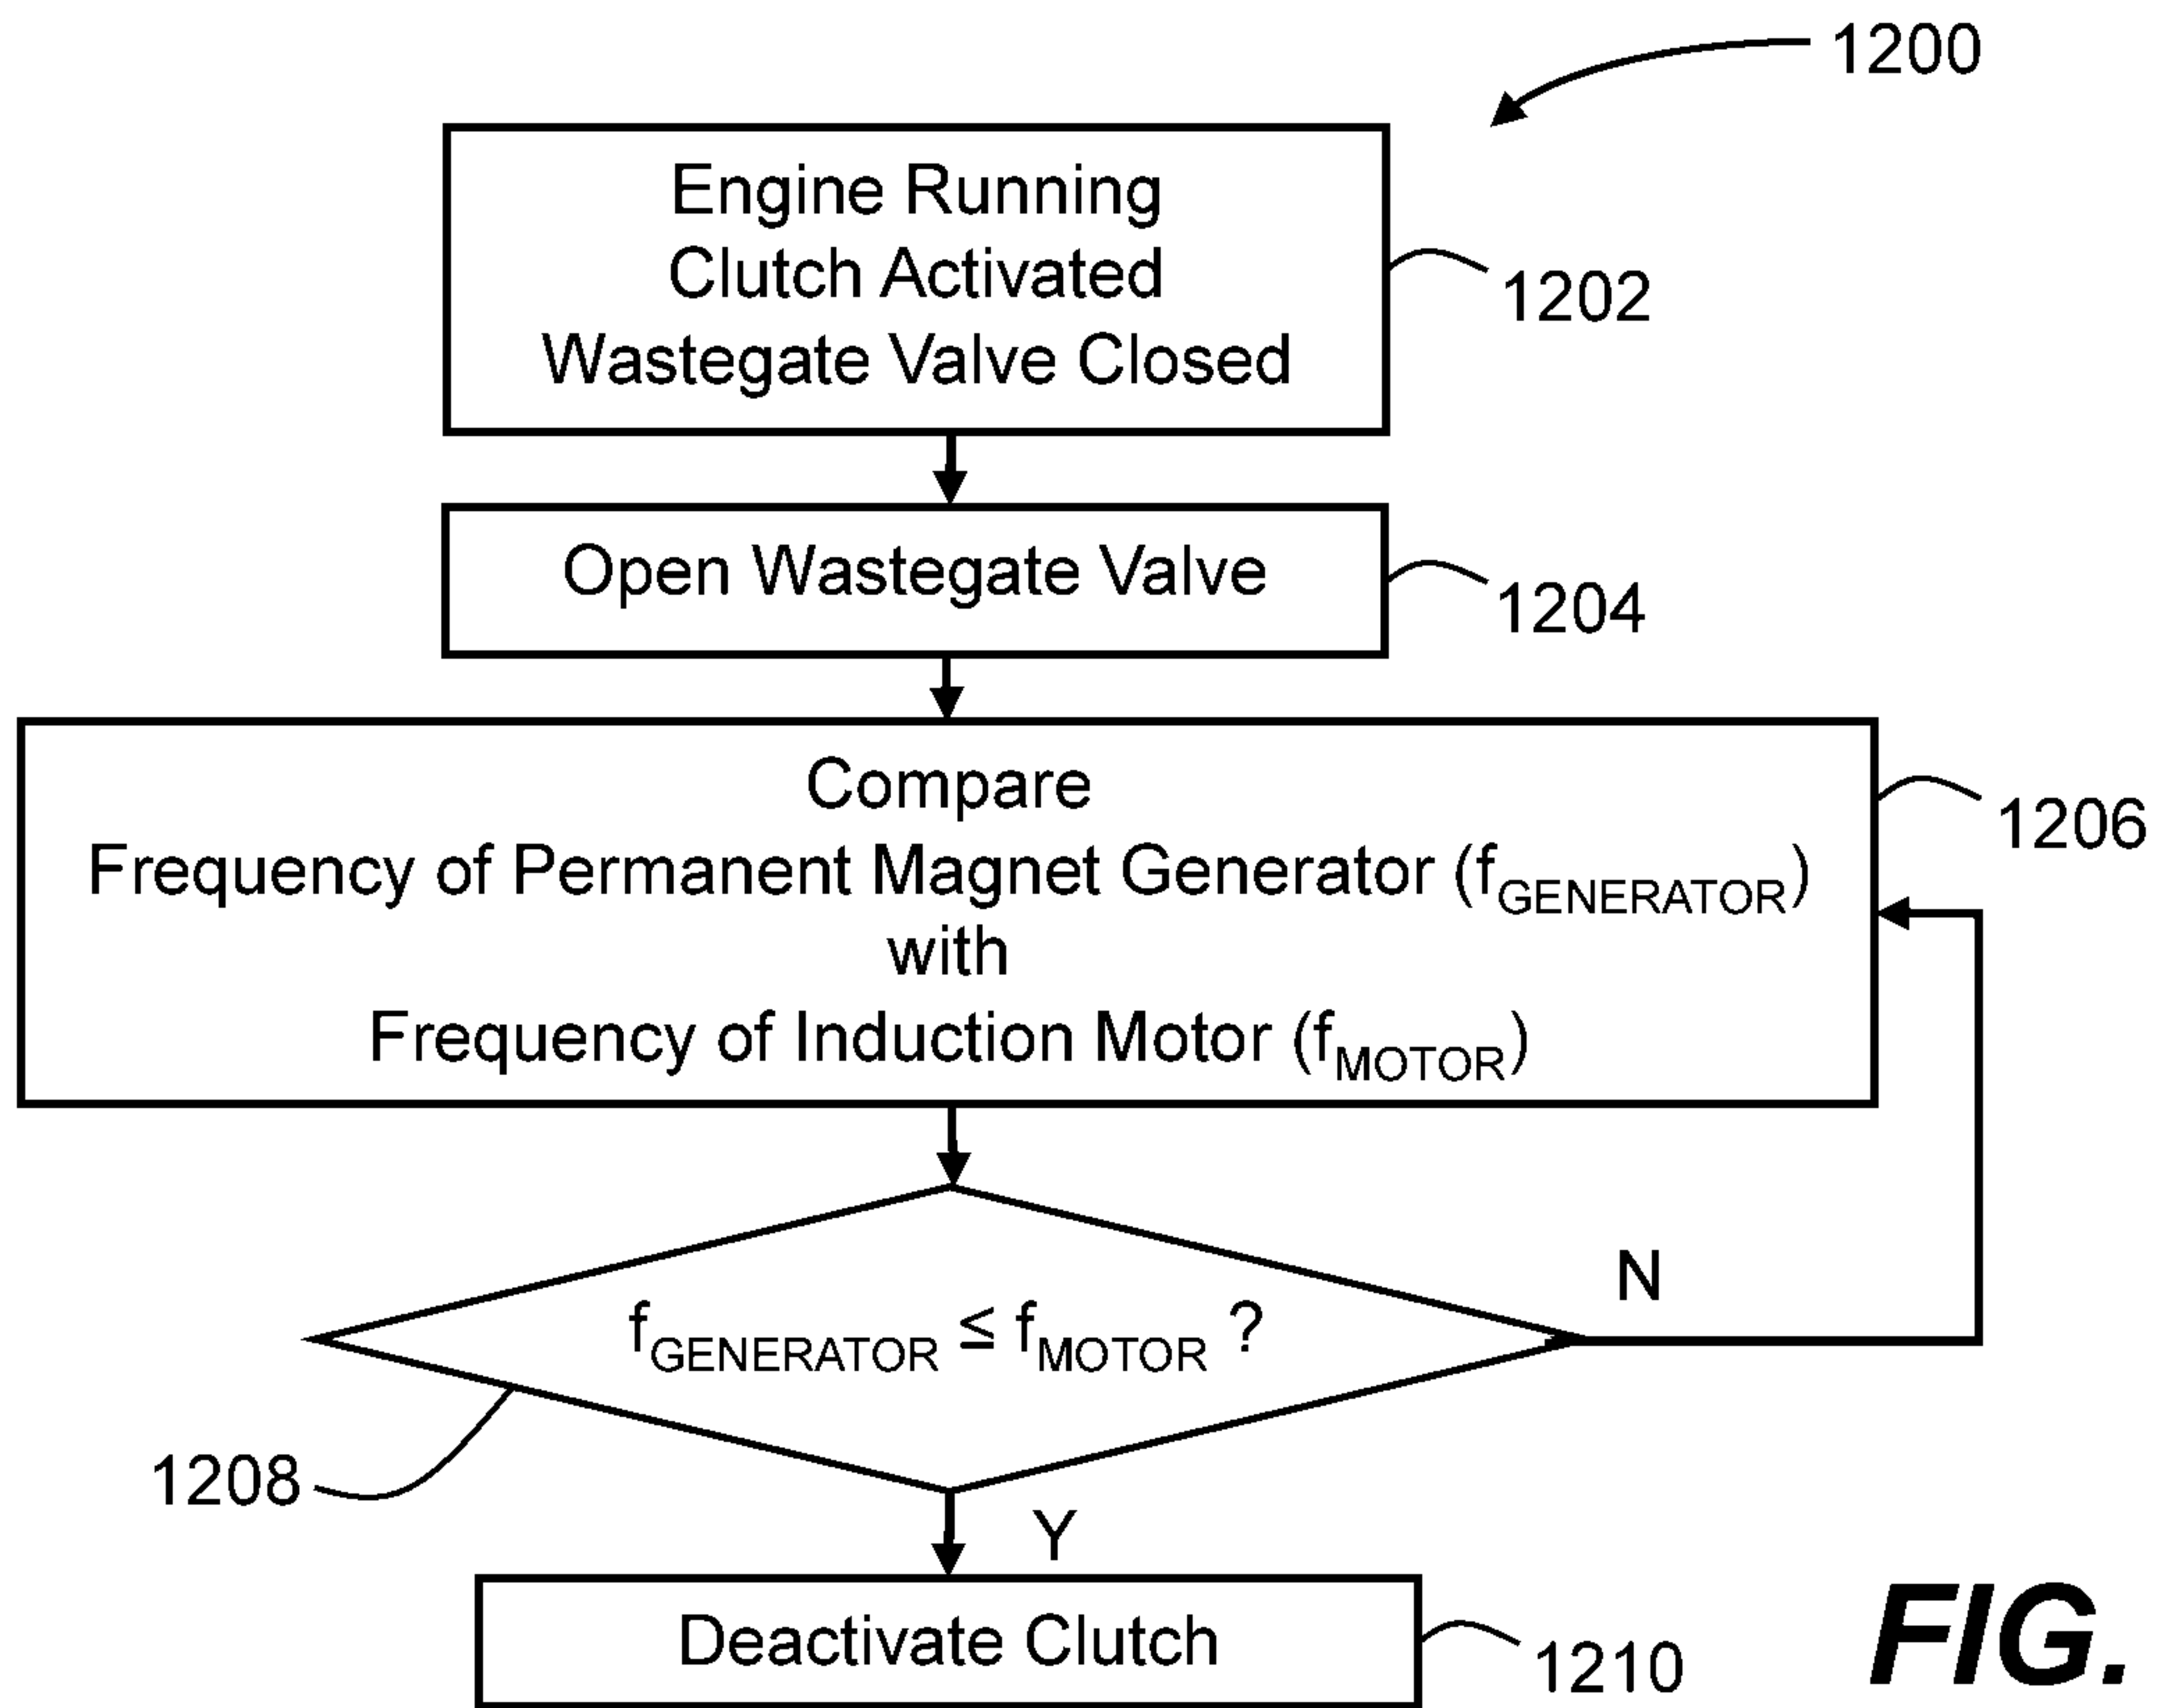 1200
Engine Running
Clutch Activated
Wastegate Valve Closed
1202
Open Wastegate Valve
1204
Compare
Frequency of Permanent Magnet Generator (fGENERATOR)
with
Frequency of Induction Motor (fMOTOR)
1206
fGENERATOR ≤ fMOTOR ?
N
1208
Y
Deactivate Clutch
1210
FIG.